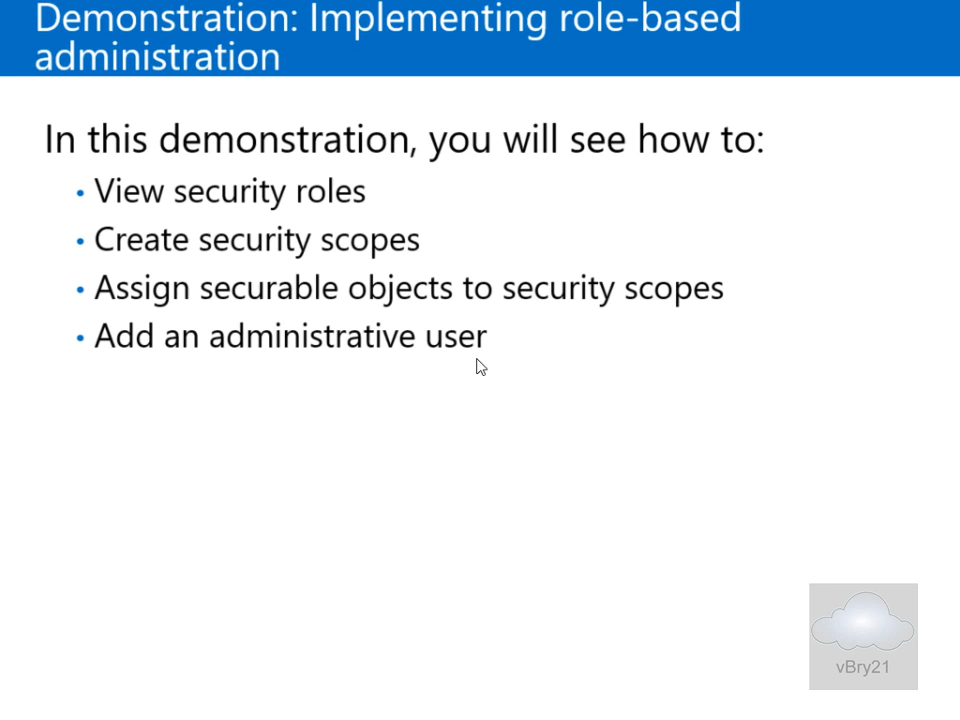 Demonstration: Implementing role-based
administration
In this demonstration, you will see how to:
• View security roles
• Create security scopes
• Assign securable objects to security scopes
• Add an administrative user
vBry21